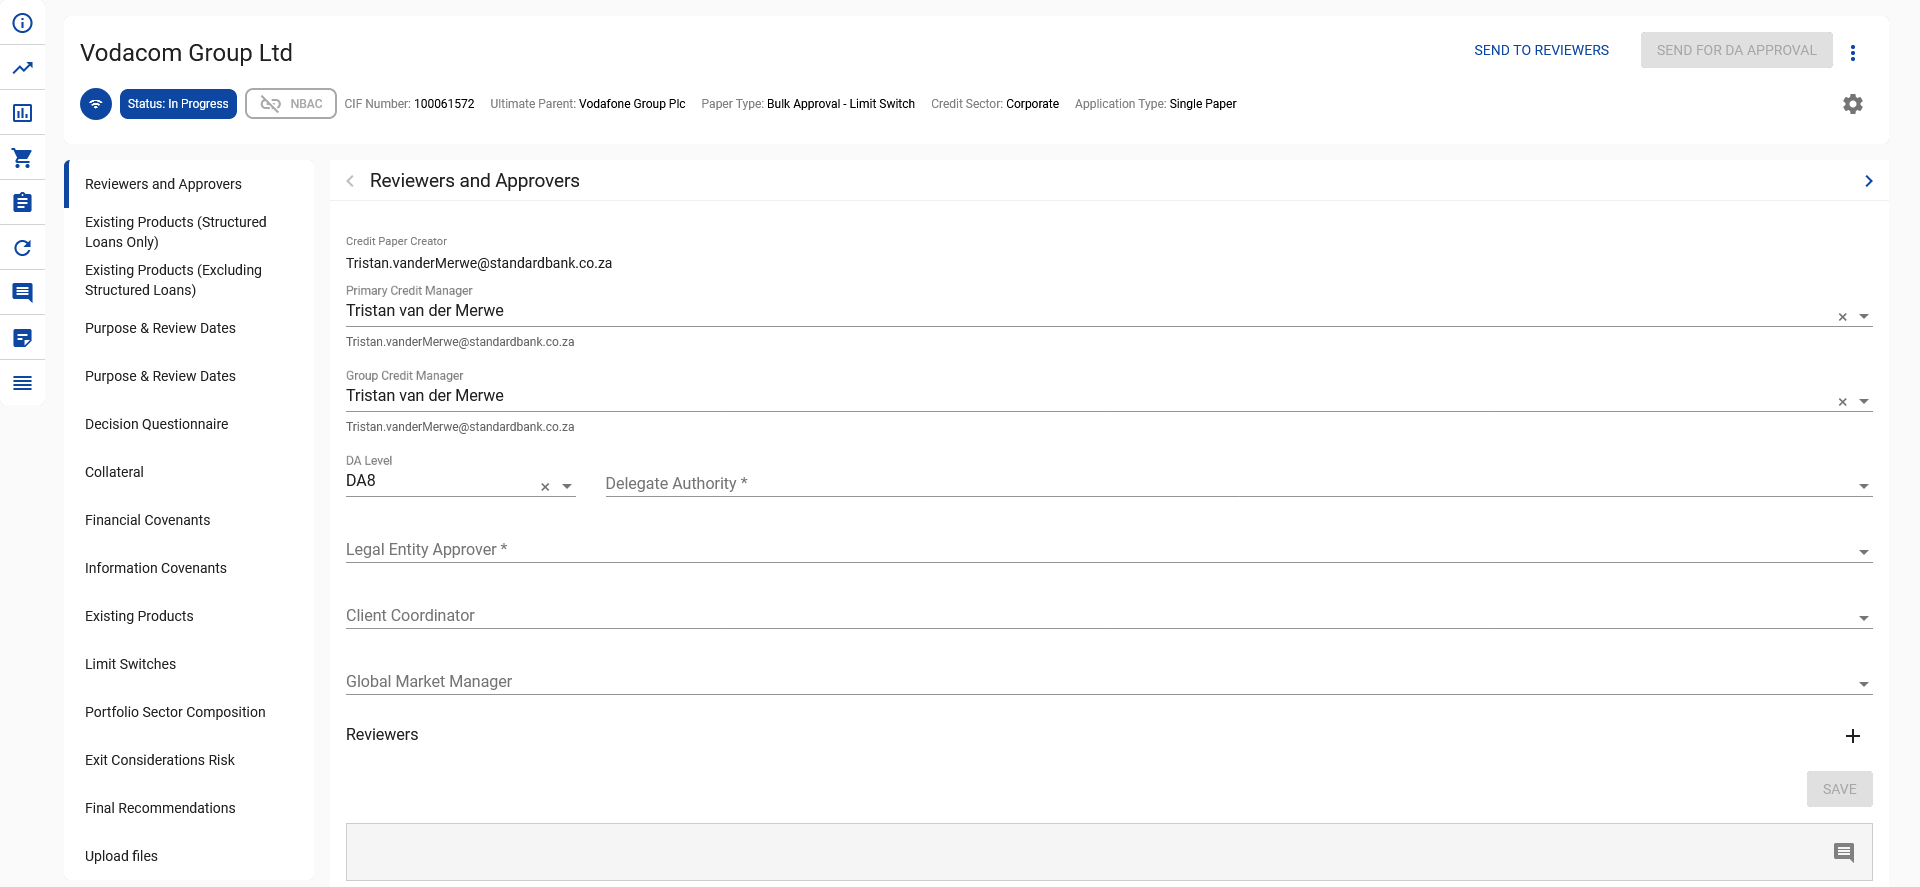 Vodacom Group Ltd
SEND TO REVIEWERS
SEND FOR DA APPROVAL
Status: In Progress
NBAC
CIF Number: 100061572
Ultimate Parent: Vodafone Group Plc
Paper Type: Bulk Approval - Limit Switch
Credit Sector: Corporate
Application Type: Single Paper
Reviewers and Approvers
Existing Products (Structured
Loans Only)
Existing Products (Excluding
Structured Loans)
Purpose & Review Dates
Purpose & Review Dates
Decision Questionnaire
Collateral
Financial Covenants
Information Covenants
Existing Products
Limit Switches
Portfolio Sector Composition
Exit Considerations Risk
Final Recommendations
Upload files
Reviewers and Approvers
Credit Paper Creator
Tristan.vanderMerwe@standardbank.co.za
Primary Credit Manager
Tristan van der Merwe
Tristan.vanderMerwe@standardbank.co.za
Group Credit Manager
Tristan van der Merwe
Tristan.vanderMerwe@standardbank.co.za
DA Level
DA8
Delegate Authority *
Legal Entity Approver *
Client Coordinator
Global Market Manager
Reviewers
SAVE